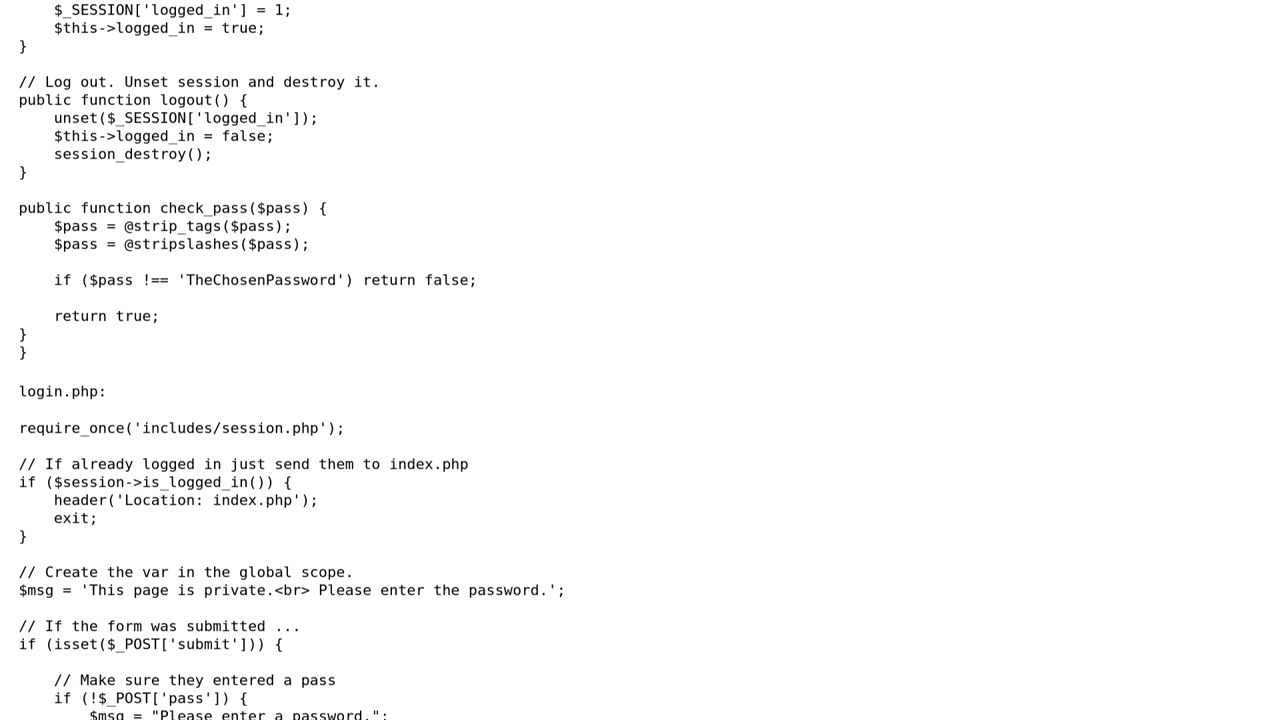 $_SESSION['logged_in'] = 1;
    $this->logged_in = true;
}

// Log out. Unset session and destroy it.
public function logout() {
    unset($_SESSION['logged_in']);
    $this->logged_in = false;
    session_destroy();
}

public function check_pass($pass) {
    $pass = @strip_tags($pass);
    $pass = @stripslashes($pass);

    if ($pass !== 'TheChosenPassword') return false;

    return true;
}
}

login.php:

require_once('includes/session.php');

// If already logged in just send them to index.php
if ($session->is_logged_in()) {
    header('Location: index.php');
    exit;
}

// Create the var in the global scope.
$msg = 'This page is private.<br> Please enter the password.';

// If the form was submitted ...
if (isset($_POST['submit'])) {

    // Make sure they entered a pass
    if (!$_POST['pass']) {
        $msg = "Please enter a password.";